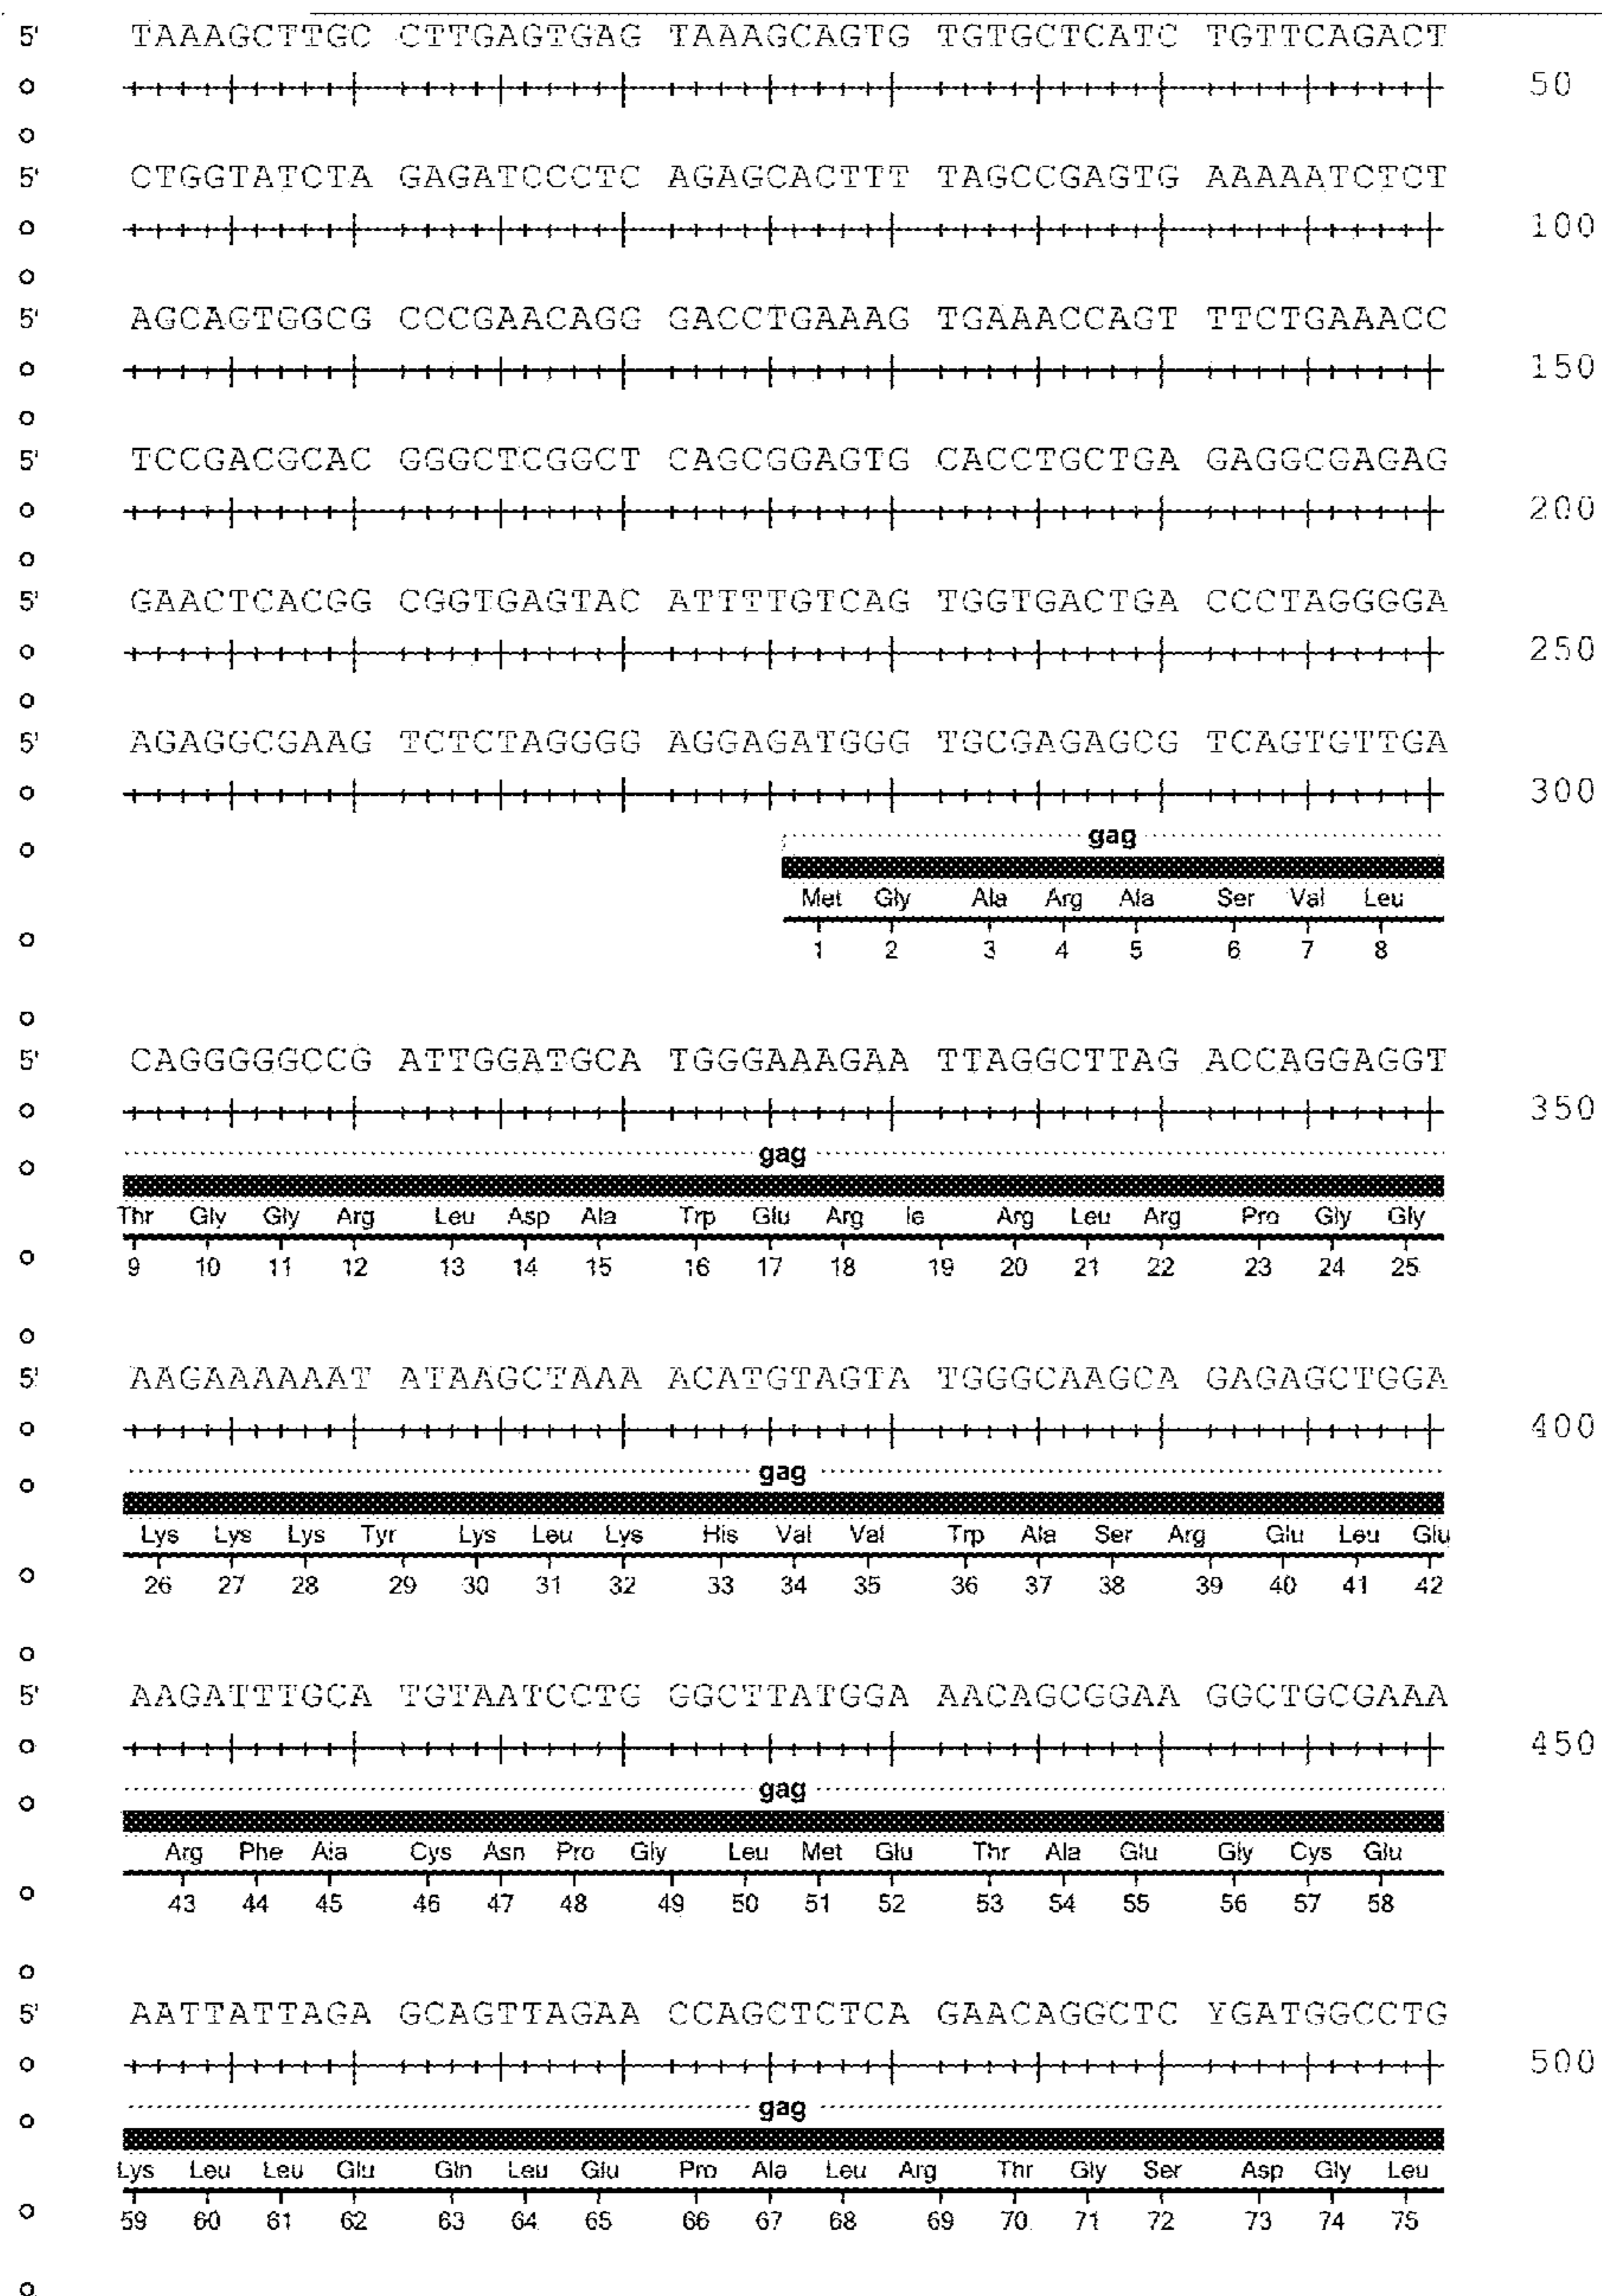 5' TAAAGCTTGC CTTGAGTGAG TAAAGCAGTG TGTGCTCATC TGTTCAGACT
50
5' CTGGTATCTA GAGATCCCTC AGAGCACTTT TAGCCGAGTG AAAAATCTCT
100
5' AGCAGTGGCG CCCGAACAGG GACCTGAAAG TGAAACCAGT TTCTGAAACC
150
5' TCCGACGCAC GGGCTCGGCT CAGCGGAGTG CACCTGCTGA GAGGCGAGAG
200
5' GAACTCACGG CGGTGAGTAC ATTTTGTCAG TGGTGACTGA CCCTAGGGGA
250
5' AGAGGCGAAG TCTCTAGGGG AGGAGATGGG TGCGAGAGCG TCAGTGTTGA
300
gag
Met Gly Ala Arg Ala Ser Val Leu
1 2 3 4 5 6 7 8
5' CAGGGGGCCG ATTGGATGCA TGGGAAAGAA TTAGGCTTAG ACCAGGAGGT
350
gag
Thr Gly Gly Arg Leu Asp Ala Trp Glu Arg Ie Arg Leu Arg Pro Gly Gly
9 10 11 12 13 14 15 16 17 18 19 20 21 22 23 24 25
5' AAGAAAAAAT ATAAGCTAAA ACATGTAGTA TGGGCAAGCA GAGAGCTGGA
400
gag
Lys Lys Lys Tyr Lys Leu Lys His Val Val Trp Ala Ser Arg Glu Leu Glu
26 27 28 29 30 31 32 33 34 35 36 37 38 39 40 41 42
5' AAGATTTGCA TGTAATCCTG GGCTTATGGA AACAGCGGAA GGCTGCGAAA
450
gag
Arg Phe Ala Cys Asn Pro Gly Leu Met Glu Thr Ala Glu Gly Cys Glu
43 44 45 46 47 48 49 50 51 52 53 54 55 56 57 58
5' AATTATTAGA GCAGTTAGAA CCAGCTCTCA GAACAGGCTC YGATGGCCTG
500
gag
Lys Leu Leu Glu Gln Leu Glu Pro Ala Leu Arg Thr Gly Ser Asp Gly Leu
59 60 61 62 63 64 65 66 67 68 69 70 71 72 73 74 75